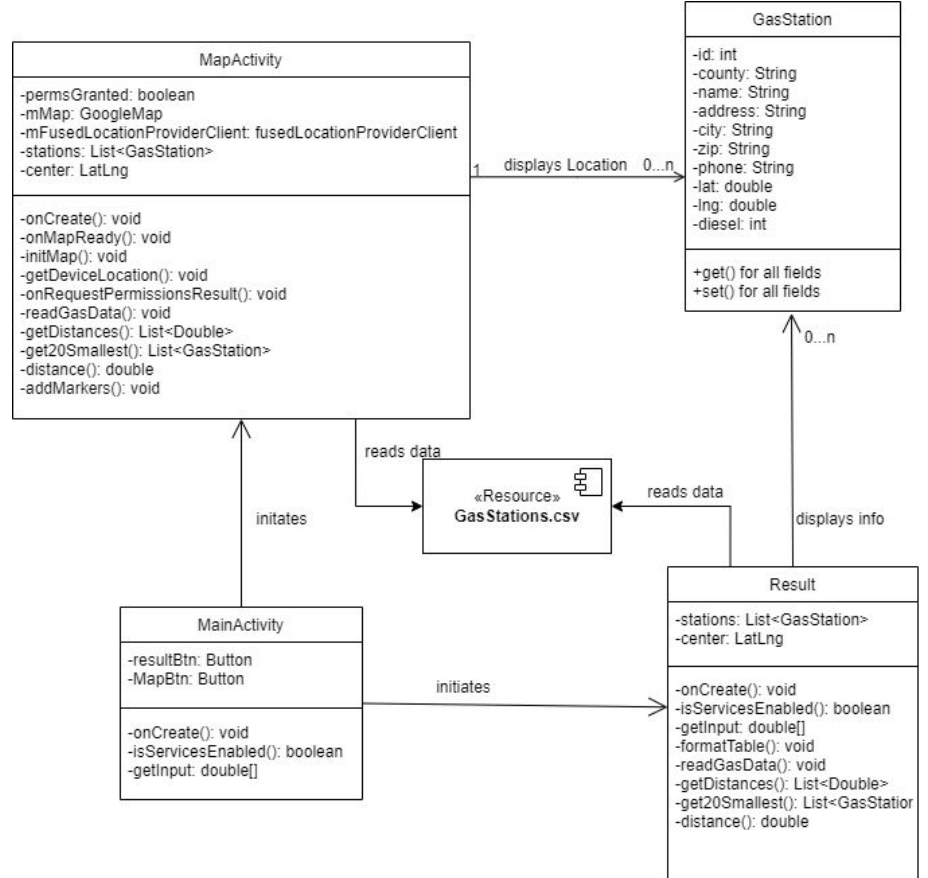 GasStation
-id: int
-county: String
-name: String
-address: String
-city: String
-zip: String
-phone: String
-lat: double
-lng: double
-diesel: int
+get() for all fields
+set() for all fields
MapActivity
-permsGranted: boolean
-mMap: GoogleMap
-mFusedLocationProviderClient: fusedLocationProviderClient
-stations: List<GasStation>
-center: LatLng
-onCreate(): void
-onMapReady(): void
-initMap(): void
-getDeviceLocation(): void
-onRequestPermissionsResult(): void
-readGasData(): void
-getDistances(): List<Double>
-get20Smallest(): List<GasStation>
-distance(): double
-addMarkers(): void
1 displays Location 0...n
0...n
reads data
«Resource»
GasStations.csv
reads data
initates
displays info
MainActivity
-resultBtn: Button
-MapBtn: Button
-onCreate(): void
-isServicesEnabled(): boolean
-getInput: double[]
initiates
Result
-stations: List<GasStation>
-center: LatLng
-onCreate(): void
-isServicesEnabled(): boolean
-getInput: double[]
-formatTable(): void
-readGasData(): void
-getDistances(): List<Double>
-get20Smallest(): List<GasStation
-distance(): double